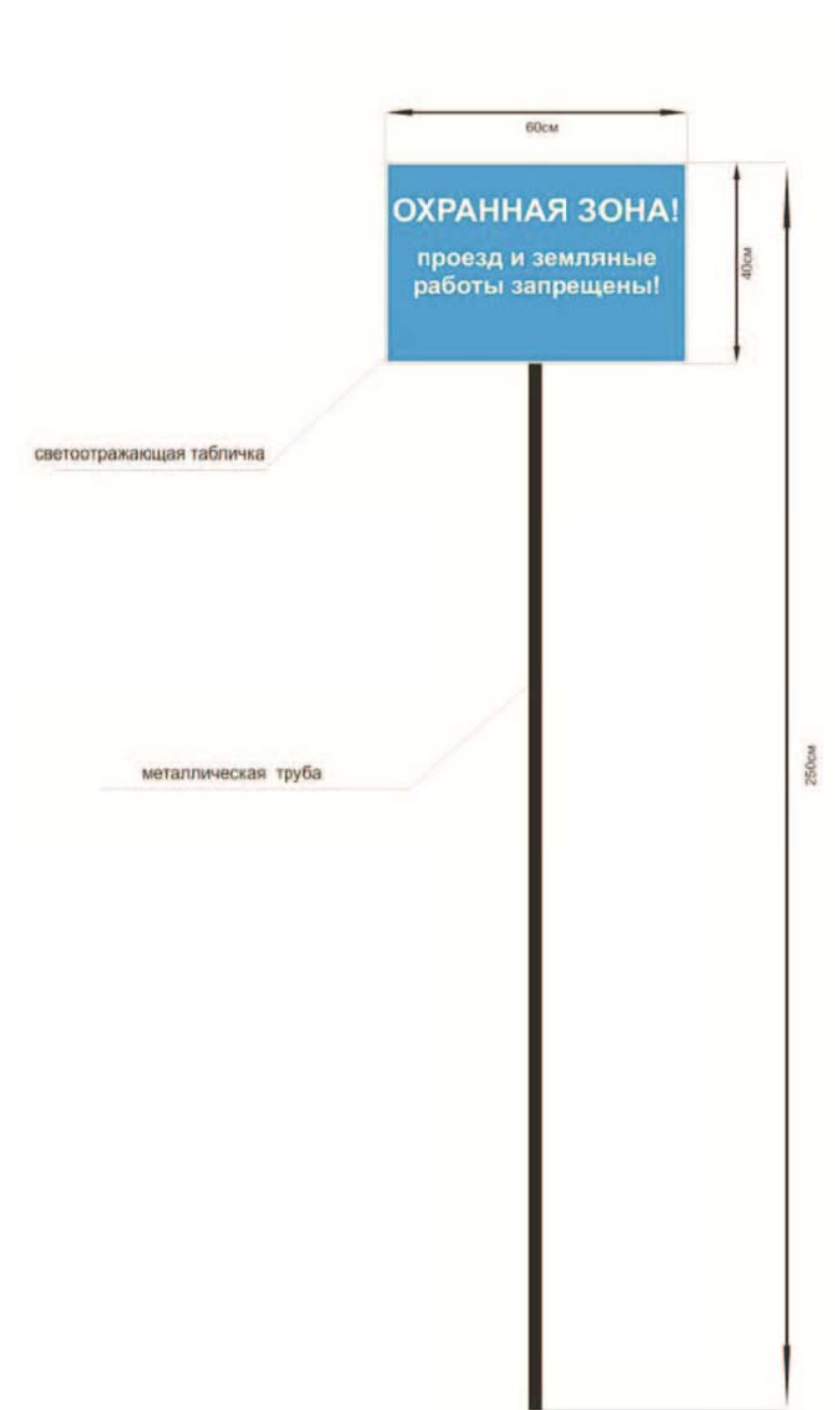 60см
ОХРАННАЯ ЗОНА!
проезд и земляные
работы запрещены!
40см
светоотражающая табличка
металлическая труба
250см